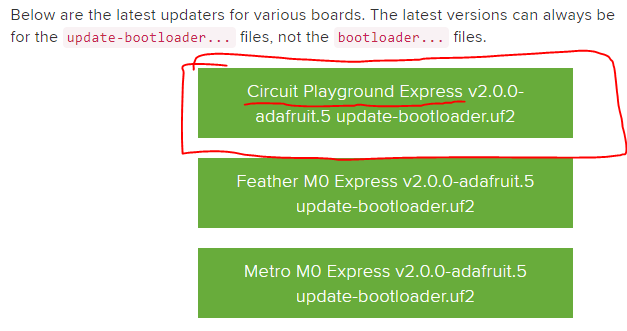 Below are the latest updaters for various boards. The latest versions can always be
for the update-bootloader... files, not the bootloader... files.
Circuit Playground Express v2.0.0-
adafruit.5 update-bootloader.uf2
Feather M0 Express v2.0.0-adafruit.5
update-bootloader.uf2
Metro M0 Express v2.0.0-adafruit.5
update-bootloader.uf2